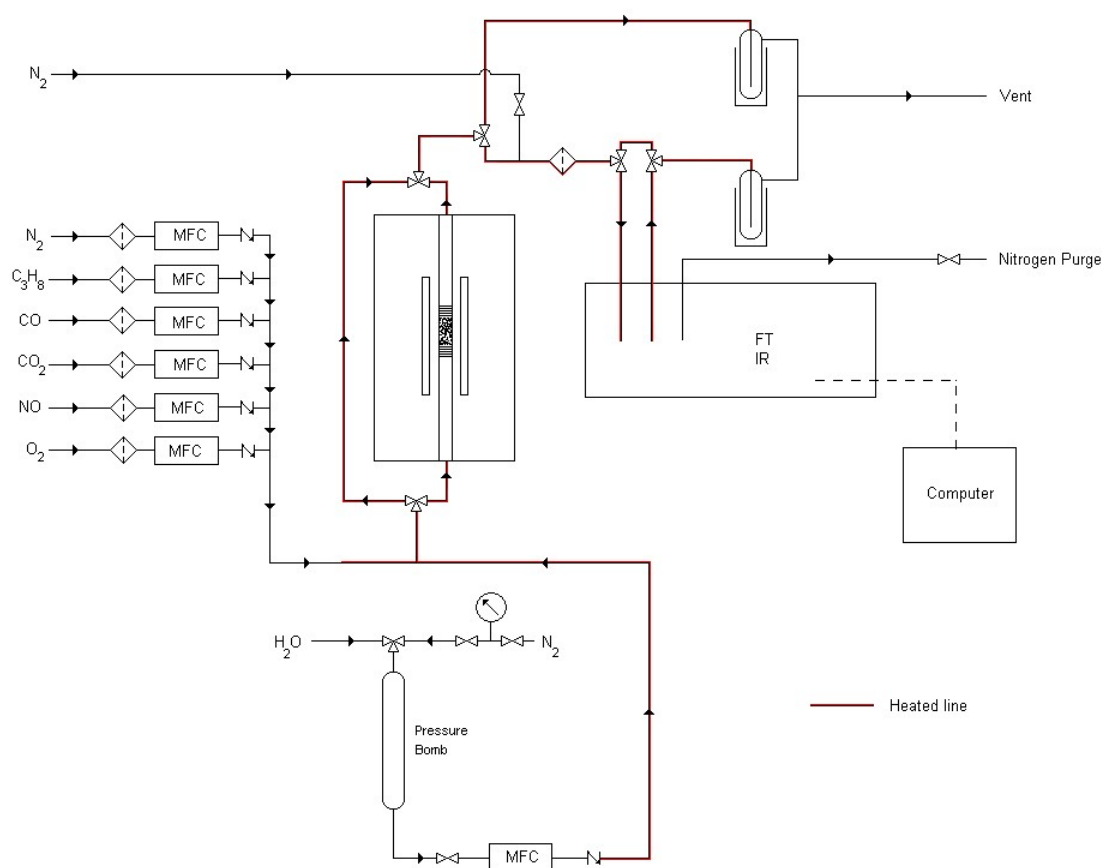 N2
Vent
N2 MFC
C3H8 MFC
Nitrogen Purge
CO MFC
FT
IR
CO2 MFC
NO MFC
O2 MFC
Computer
H2O
N2
Heated line
Pressure
Bomb
MFC